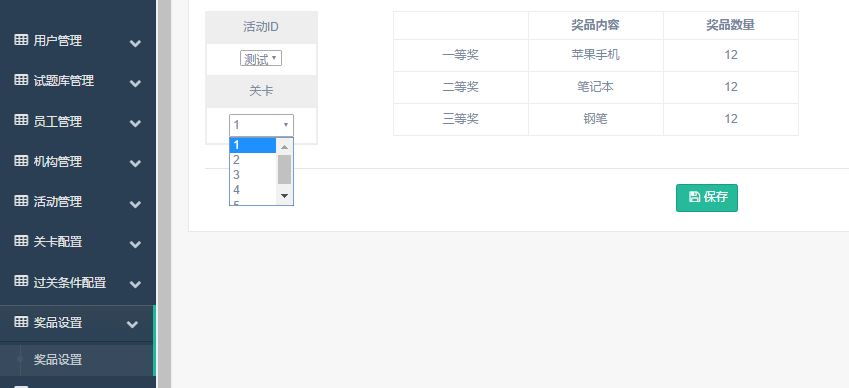 用户管理
试题库管理
员工管理
机构管理
活动管理
关卡配置
过关条件配置
奖品设置
奖品设置
活动ID
测试
关卡
1
1
2
3
4
5
奖品内容 奖品数量
一等奖 苹果手机 12
二等奖 笔记本 12
三等奖 钢笔 12
保存